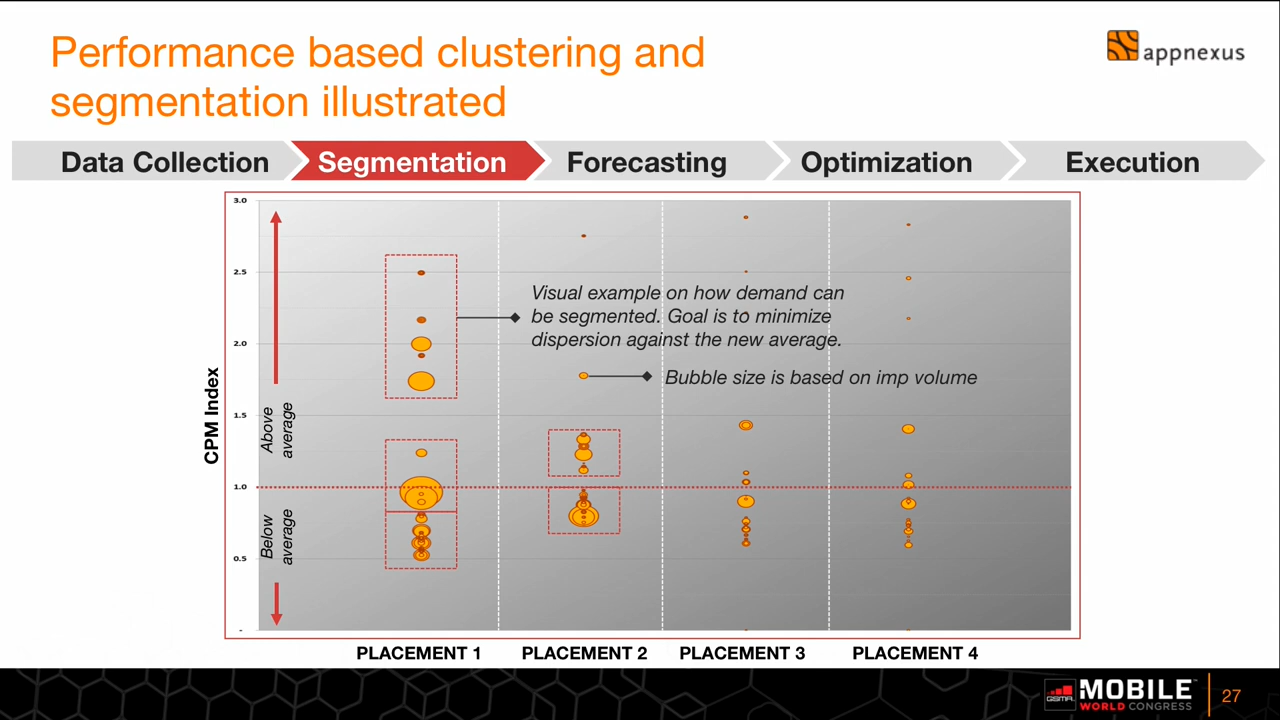 Performance based clustering and
segmentation illustrated
appnexus
Data Collection
Segmentation
Forecasting
Optimization
Execution
3.0
2.5
2.0
1.5
1.0
0.5
-
CPM Index
Above
average
Below
average
Visual example on how demand can
be segmented. Goal is to minimize
dispersion against the new average.
Bubble size is based on imp volume
PLACEMENT 1
PLACEMENT 2
PLACEMENT 3
PLACEMENT 4
GSMA
MOBILE
WORLD CONGRESS
27